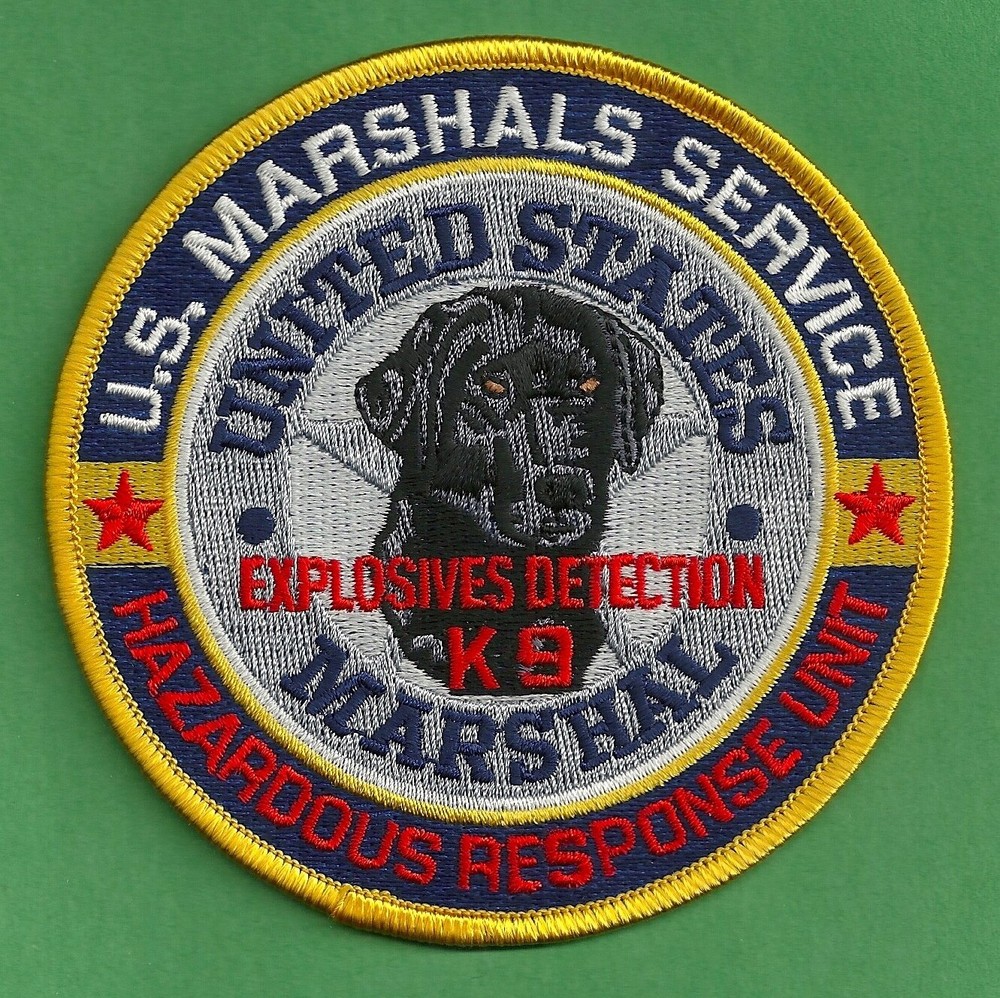 U.S. MARSHALS SERVICE
UNITED STATES
EXPLOSIVES DETECTION
K9
MARSHAL
HAZARDOUS RESPONSE UNIT